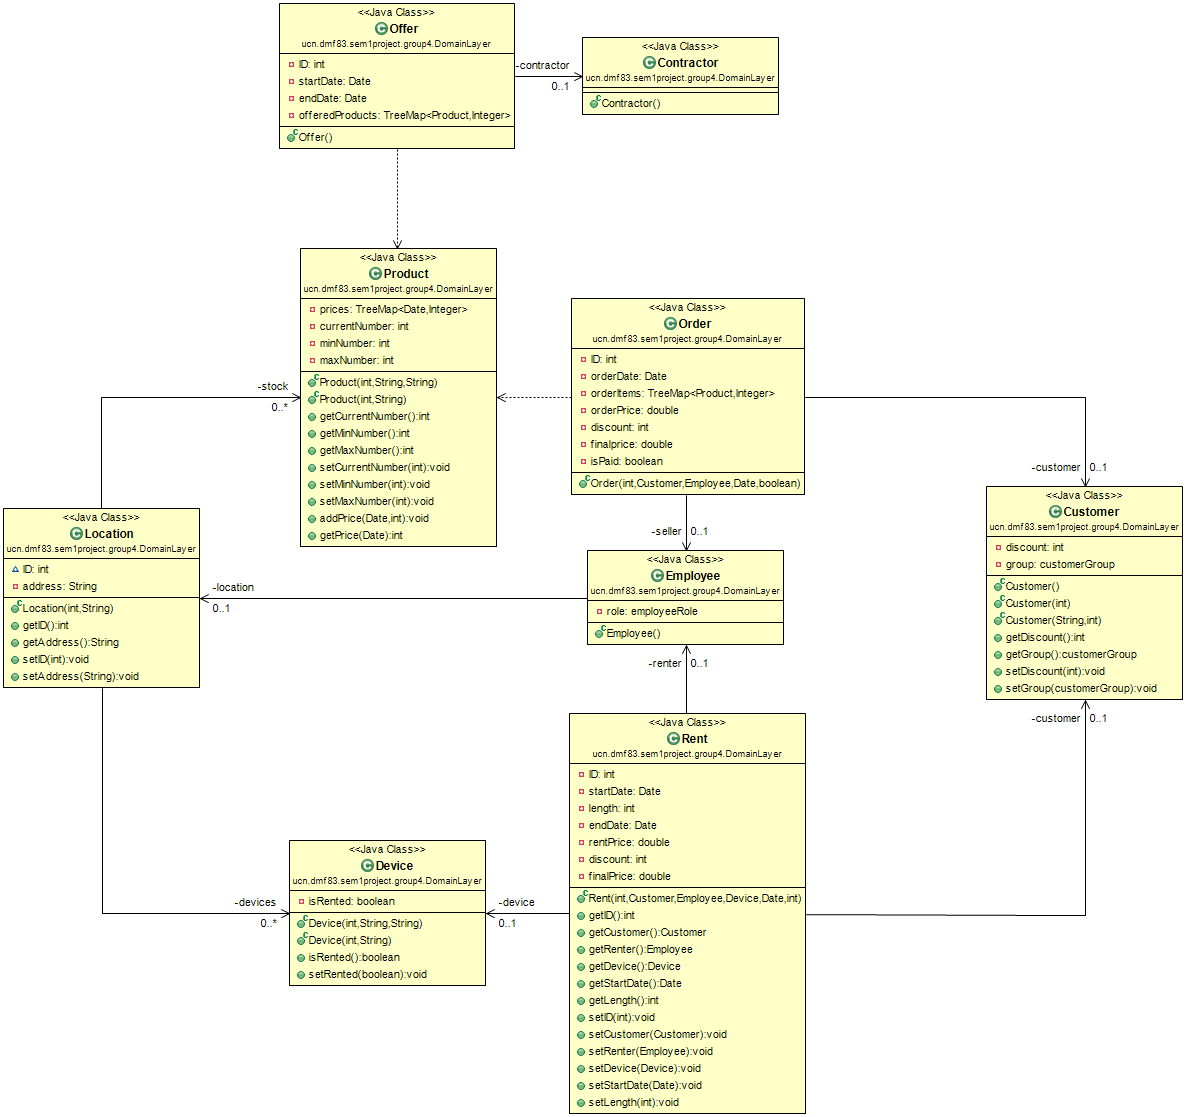 <<Java Class>>
Offer
ucn.dmf83.sem1project.group4.DomainLayer
ID: int
startDate: Date
endDate: Date
offeredProducts: TreeMap<Product,Integer>
Offer()
-contractor
0..1
<<Java Class>>
Contractor
ucn.dmf83.sem1project.group4.DomainLayer
Contractor()
<<Java Class>>
Product
ucn.dmf83.sem1project.group4.DomainLayer
prices: TreeMap<Date,Integer>
currentNumber: int
minNumber: int
maxNumber: int
Product(int,String,String)
Product(int,String)
getCurrentNumber():int
getMinNumber():int
getMaxNumber():int
setCurrentNumber(int):void
setMinNumber(int):void
setMaxNumber(int):void
addPrice(Date,int):void
getPrice(Date):int
<<Java Class>>
Order
ucn.dmf83.sem1project.group4.DomainLayer
ID: int
orderDate: Date
orderItems: TreeMap<Product,Integer>
orderPrice: double
discount: int
finalprice: double
isPaid: boolean
Order(int,Customer,Employee,Date,boolean)
-stock
0..*
-customer
0..1
-seller
0..1
<<Java Class>>
Customer
ucn.dmf83.sem1project.group4.DomainLayer
discount: int
group: customerGroup
Customer()
Customer(int)
Customer(String,int)
getDiscount():int
getGroup():customerGroup
setDiscount(int):void
setGroup(customerGroup):void
<<Java Class>>
Location
ucn.dmf83.sem1project.group4.DomainLayer
ID: int
address: String
Location(int,String)
getID():int
getAddress():String
setID(int):void
setAddress(String):void
-location
0..1
<<Java Class>>
Employee
ucn.dmf83.sem1project.group4.DomainLayer
role: employeeRole
Employee()
-renter
0..1
-customer
0..1
<<Java Class>>
Rent
ucn.dmf83.sem1project.group4.DomainLayer
ID: int
startDate: Date
length: int
endDate: Date
rentPrice: double
discount: int
finalPrice: double
Rent(int,Customer,Employee,Device,Date,int)
getID():int
getCustomer():Customer
getRenter():Employee
getDevice():Device
getStartDate():Date
getLength():int
setID(int):void
setCustomer(Customer):void
setRenter(Employee):void
setDevice(Device):void
setStartDate(Date):void
setLength(int):void
<<Java Class>>
Device
ucn.dmf83.sem1project.group4.DomainLayer
isRented: boolean
Device(int,String,String)
Device(int,String)
isRented():boolean
setRented(boolean):void
-devices
0..*
-device
0..1